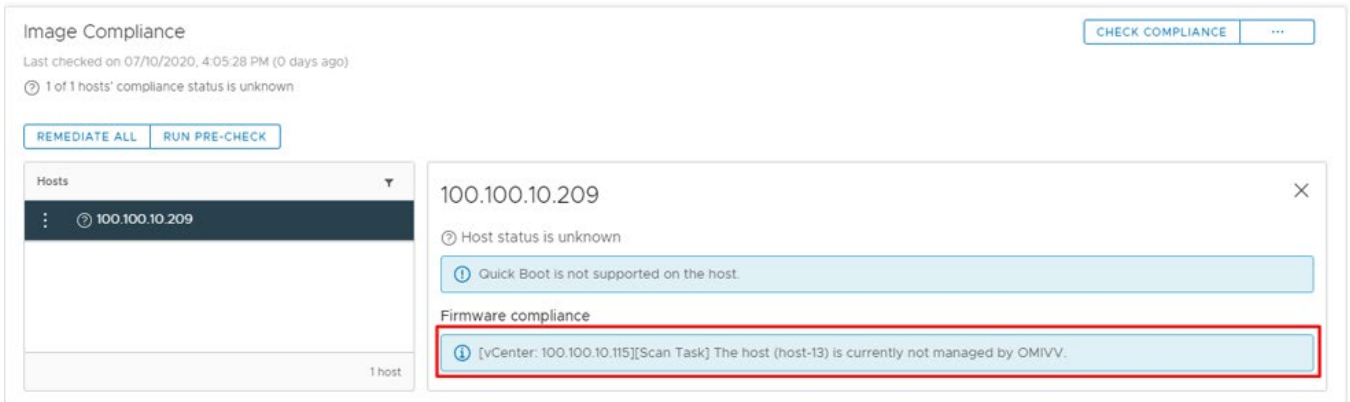 Image Compliance
CHECK COMPLIANCE
...
Last checked on 07/10/2020, 4:05:28 PM (0 days ago)
1 of 1 hosts' compliance status is unknown
REMEDIATE ALL
RUN PRE-CHECK
Hosts
100.100.10.209
1 host
100.100.10.209
Host status is unknown
Quick Boot is not supported on the host.
Firmware compliance
[vCenter: 100.100.10.115][Scan Task] The host (host-13) is currently not managed by OMIVV.